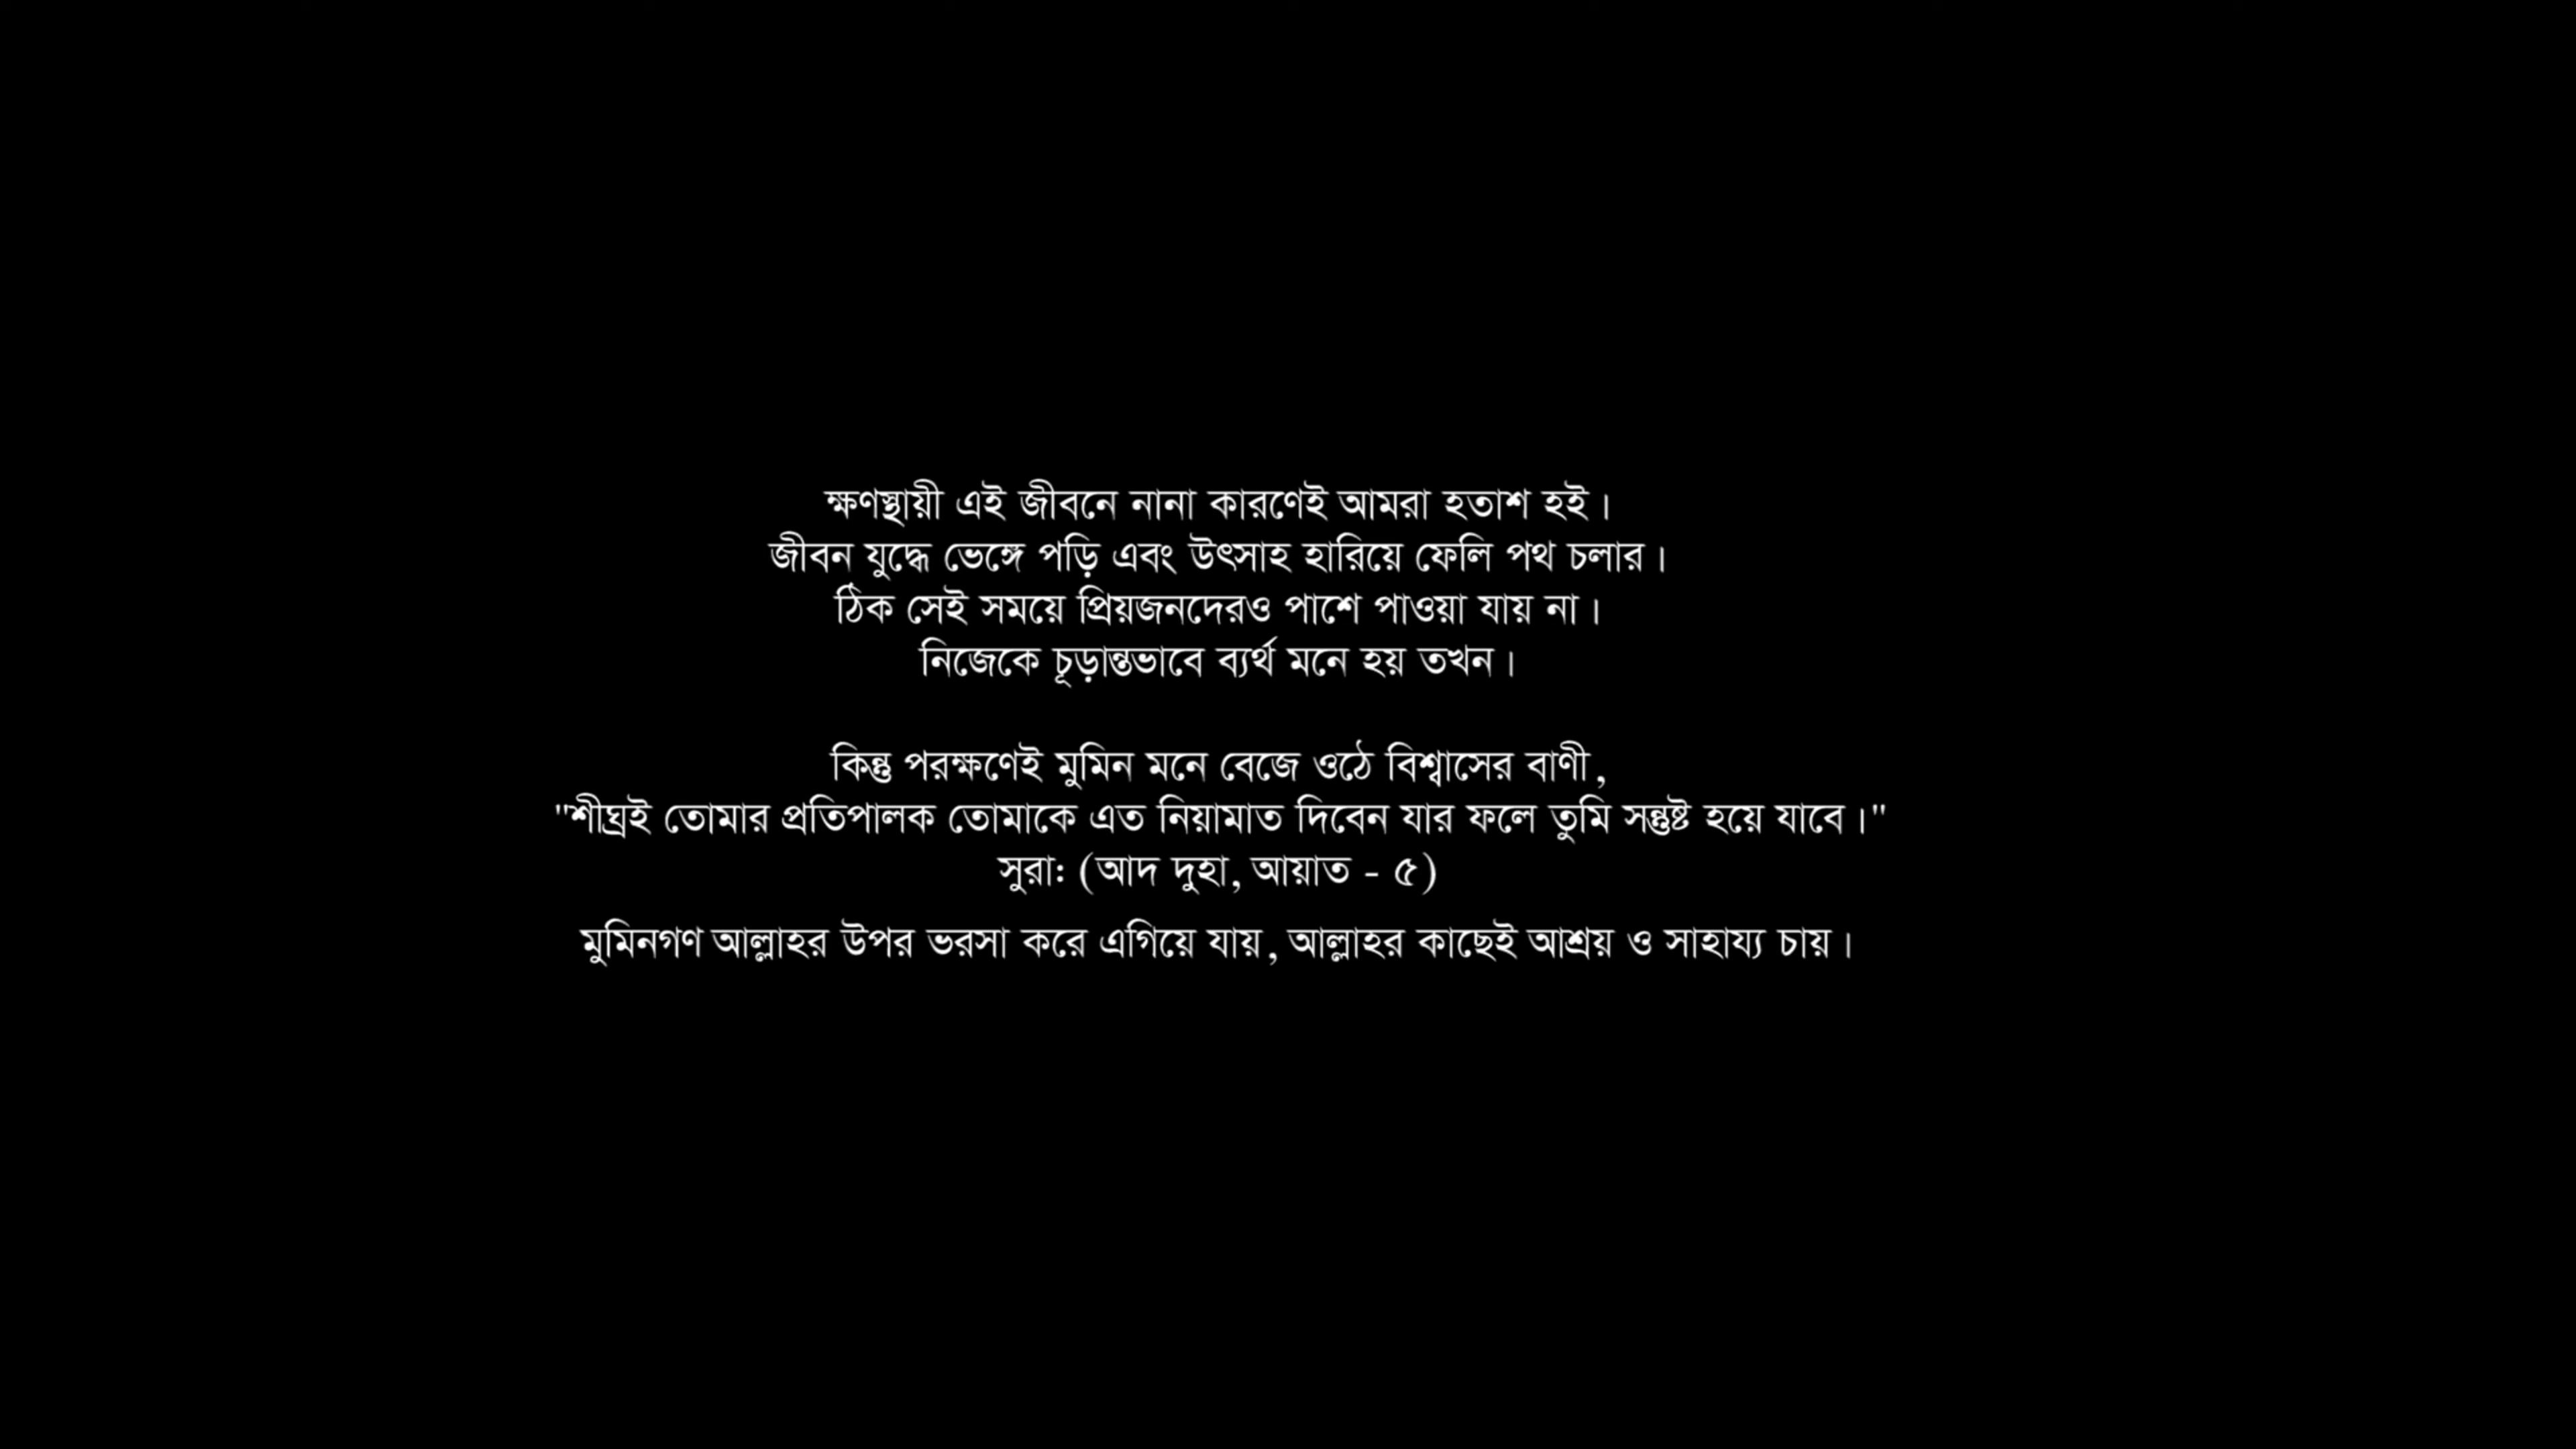 ক্ষণস্থায়ী এই জীবনে নানা কারণেই আমরা হতাশ হই।
জীবন যুদ্ধে ভেঙ্গে পড়ি এবং উৎসাহ হারিয়ে ফেলি পথ চলার।
ঠিক সেই সময়ে প্রিয়জনদেরও পাশে পাওয়া যায় না।
নিজেকে চূড়ান্তভাবে ব্যর্থ মনে হয় তখন।
কিন্তু পরক্ষণেই মুমিন মনে বেজে ওঠে বিশ্বাসের বাণী,
"শীঘ্রই তোমার প্রতিপালক তোমাকে এত নিয়ামাত দিবেন যার ফলে তুমি সন্তুষ্ট হয়ে যাবে।"
সুরাঃ (আদ দুহা, আয়াত - ৫)
মুমিনগণ আল্লাহর উপর ভরসা করে এগিয়ে যায়, আল্লাহর কাছেই আশ্রয় ও সাহায্য চায়।